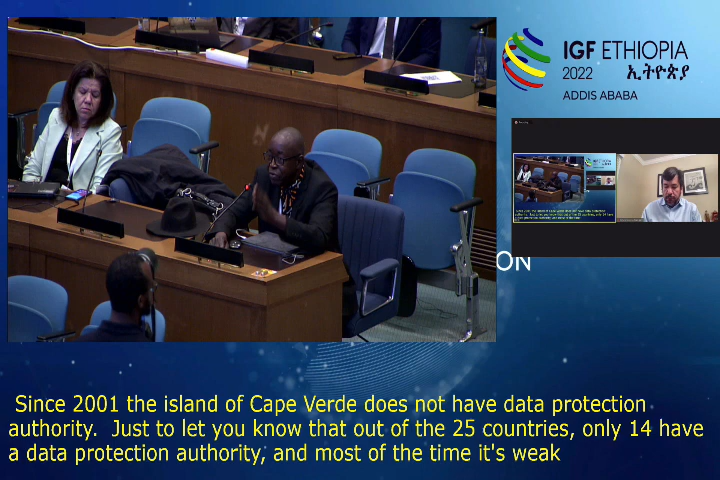 IGF ETHIOPIA
2022 ኢትዮጵያ
ADDIS ABABA
ON
Since 2001 the island of Cape Verde does not have data protection
authority. Just to let you know that out of the 25 countries, only 14 have
a data protection authority, and most of the time it's weak